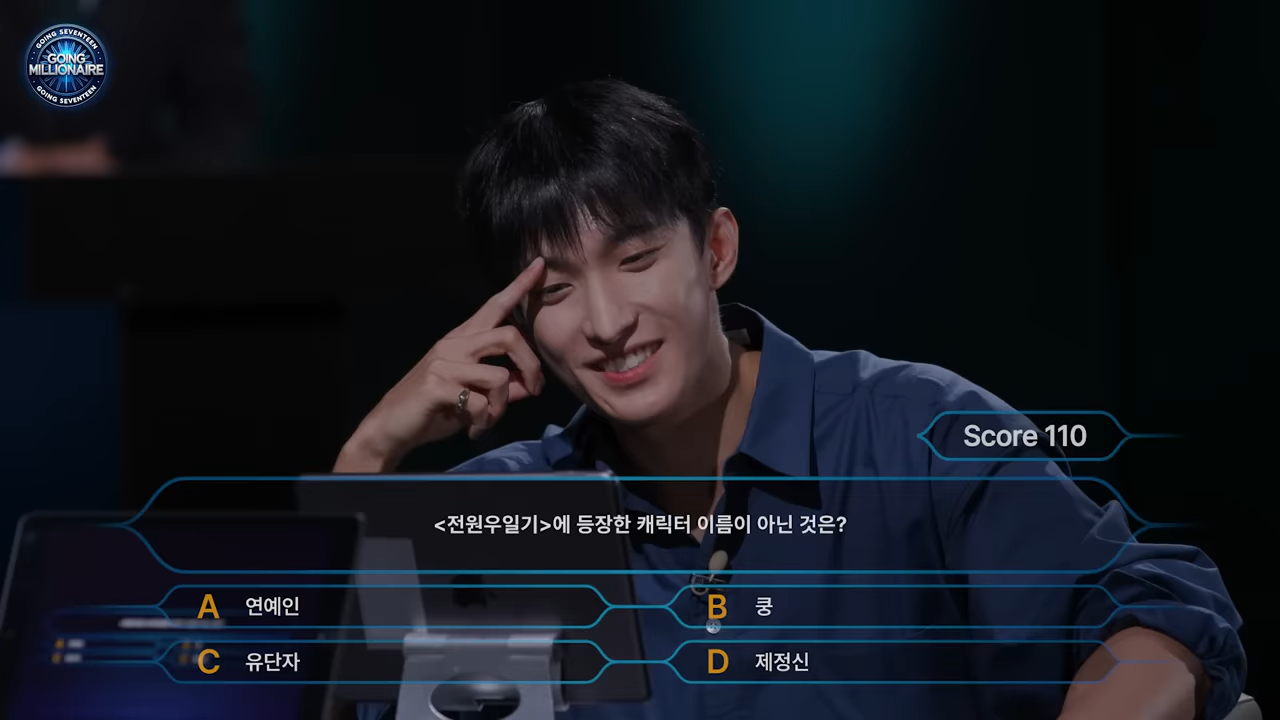 GOING SEVENTEEN
GOING
MILLIONAIRE
GOING SEVENTEEN
Score 110
<전원우일기>에 등장한 캐릭터 이름이 아닌 것은?
A 연예인
B 쿵
C 유단자
D 제정신